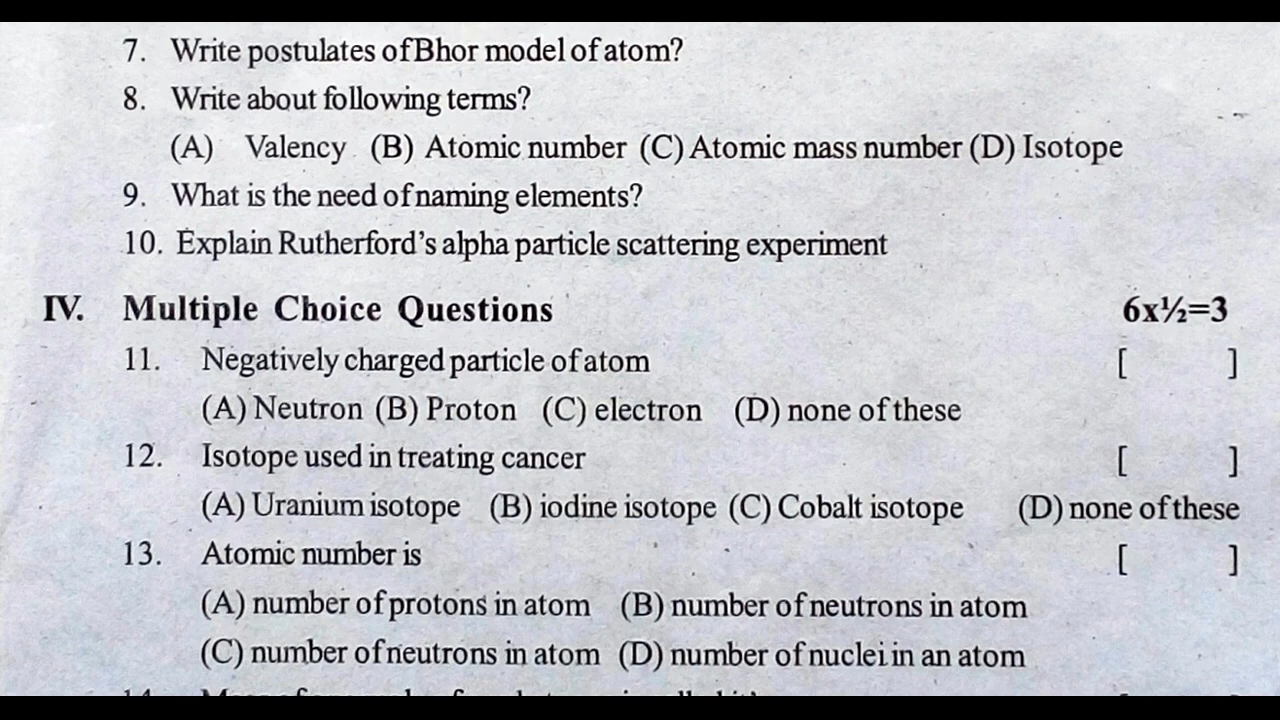 7. Write postulates of Bhor model of atom?
8. Write about following terms?
(A) Valency (B) Atomic number (C) Atomic mass number (D) Isotope
9. What is the need of naming elements?
10. Explain Rutherford's alpha particle scattering experiment
IV. Multiple Choice Questions 6x½=3
11. Negatively charged particle of atom [ ]
(A) Neutron (B) Proton (C) electron (D) none of these
12. Isotope used in treating cancer [ ]
(A) Uranium isotope (B) iodine isotope (C) Cobalt isotope (D) none of these
13. Atomic number is [ ]
(A) number of protons in atom (B) number of neutrons in atom
(C) number of neutrons in atom (D) number of nuclei in an atom